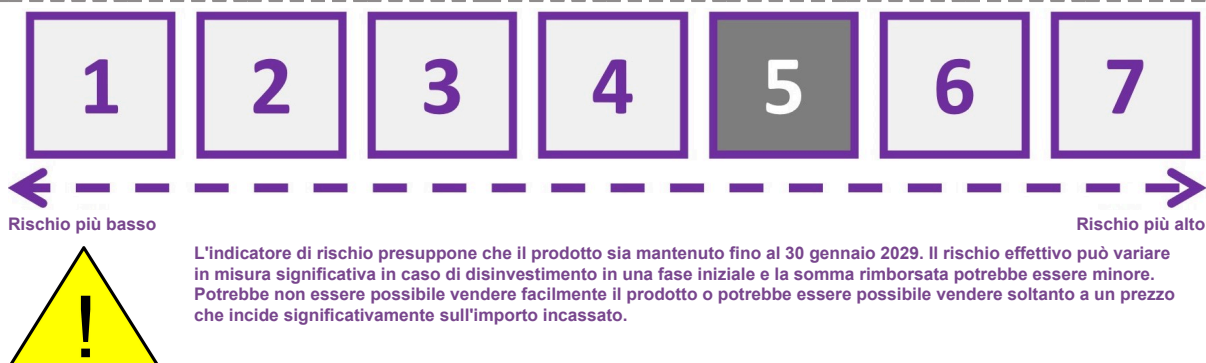 1 2 3 4 5 6 7
Rischio più basso Rischio più alto
L'indicatore di rischio presuppone che il prodotto sia mantenuto fino al 30 gennaio 2029. Il rischio effettivo può variare
in misura significativa in caso di disinvestimento in una fase iniziale e la somma rimborsata potrebbe essere minore.
Potrebbe non essere possibile vendere facilmente il prodotto o potrebbe essere possibile vendere soltanto a un prezzo
che incide significativamente sull'importo incassato.
!